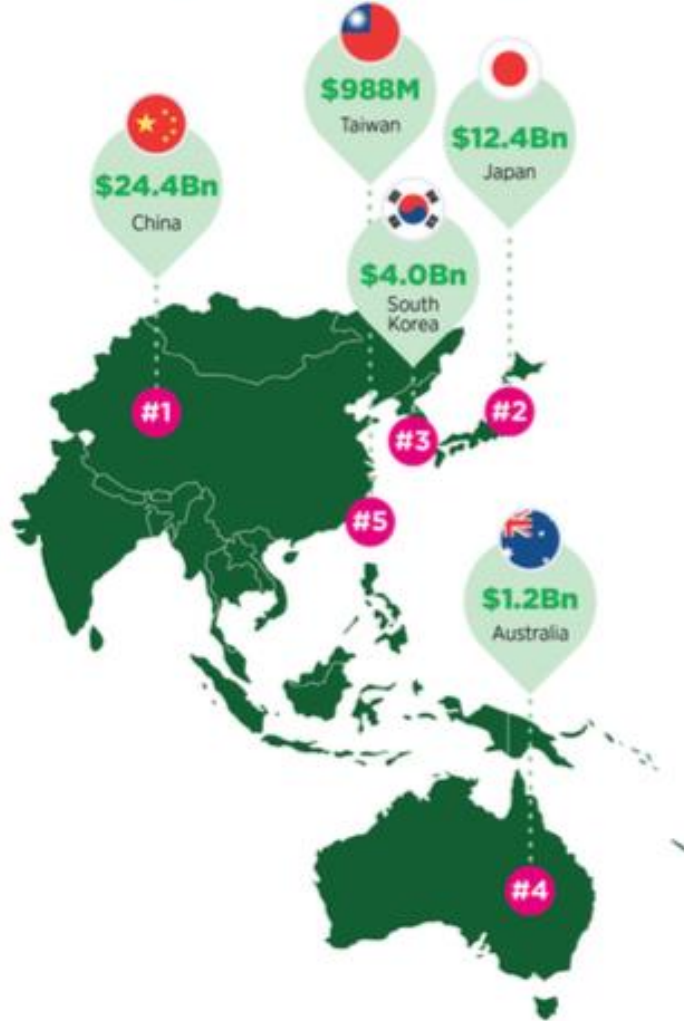 $988M
Taiwan
$12.4Bn
Japan
$24.4Bn
China
$4.0Bn
South
Korea
#1
#2
#3
#5
$1.2Bn
Australia
#4